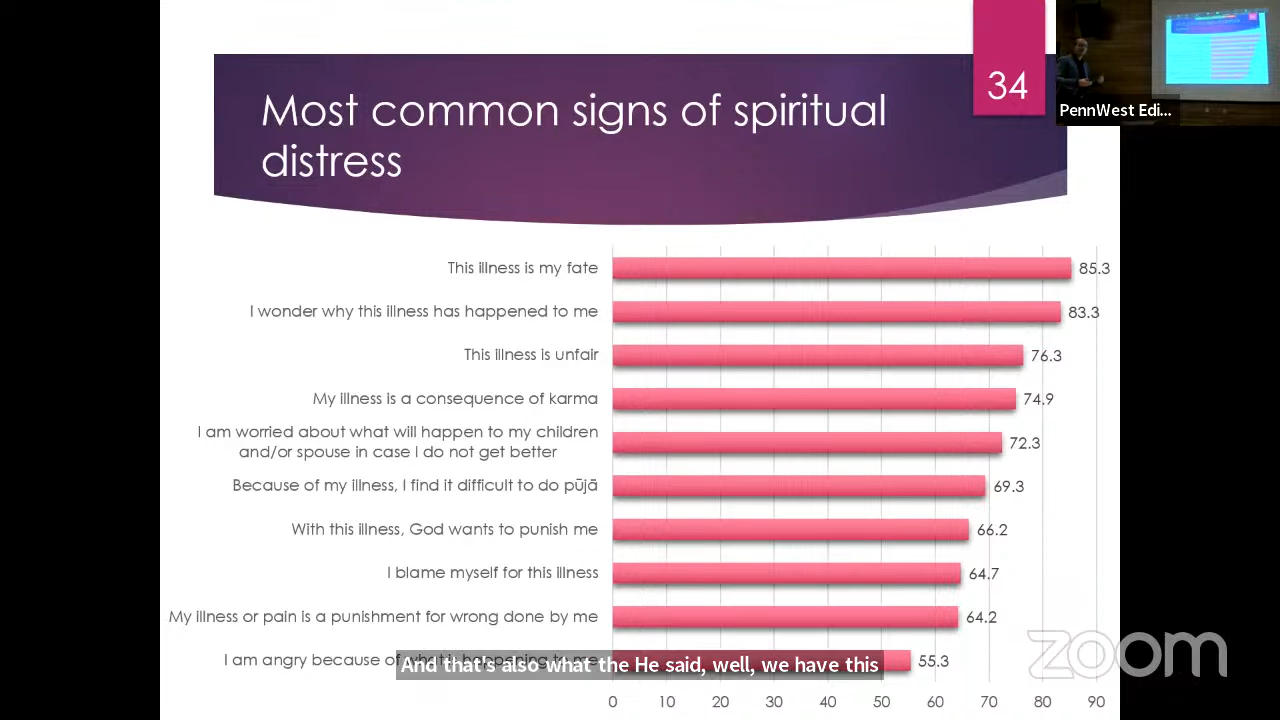 Most common signs of spiritual
distress
34
PennWest Edi...
This illness is my fate
85.3
I wonder why this illness has happened to me
83.3
This illness is unfair
76.3
My illness is a consequence of karma
74.9
I am worried about what will happen to my children
and/or spouse in case I do not get better
72.3
Because of my illness, I find it difficult to do pūjā
69.3
With this illness, God wants to punish me
66.2
I blame myself for this illness
64.7
My illness or pain is a punishment for wrong done by me
64.2
I am angry because of what is happening to me
55.3
And that's also what the He said, well, we have this
zoom
0 10 20 30 40 50 60 70 80 90